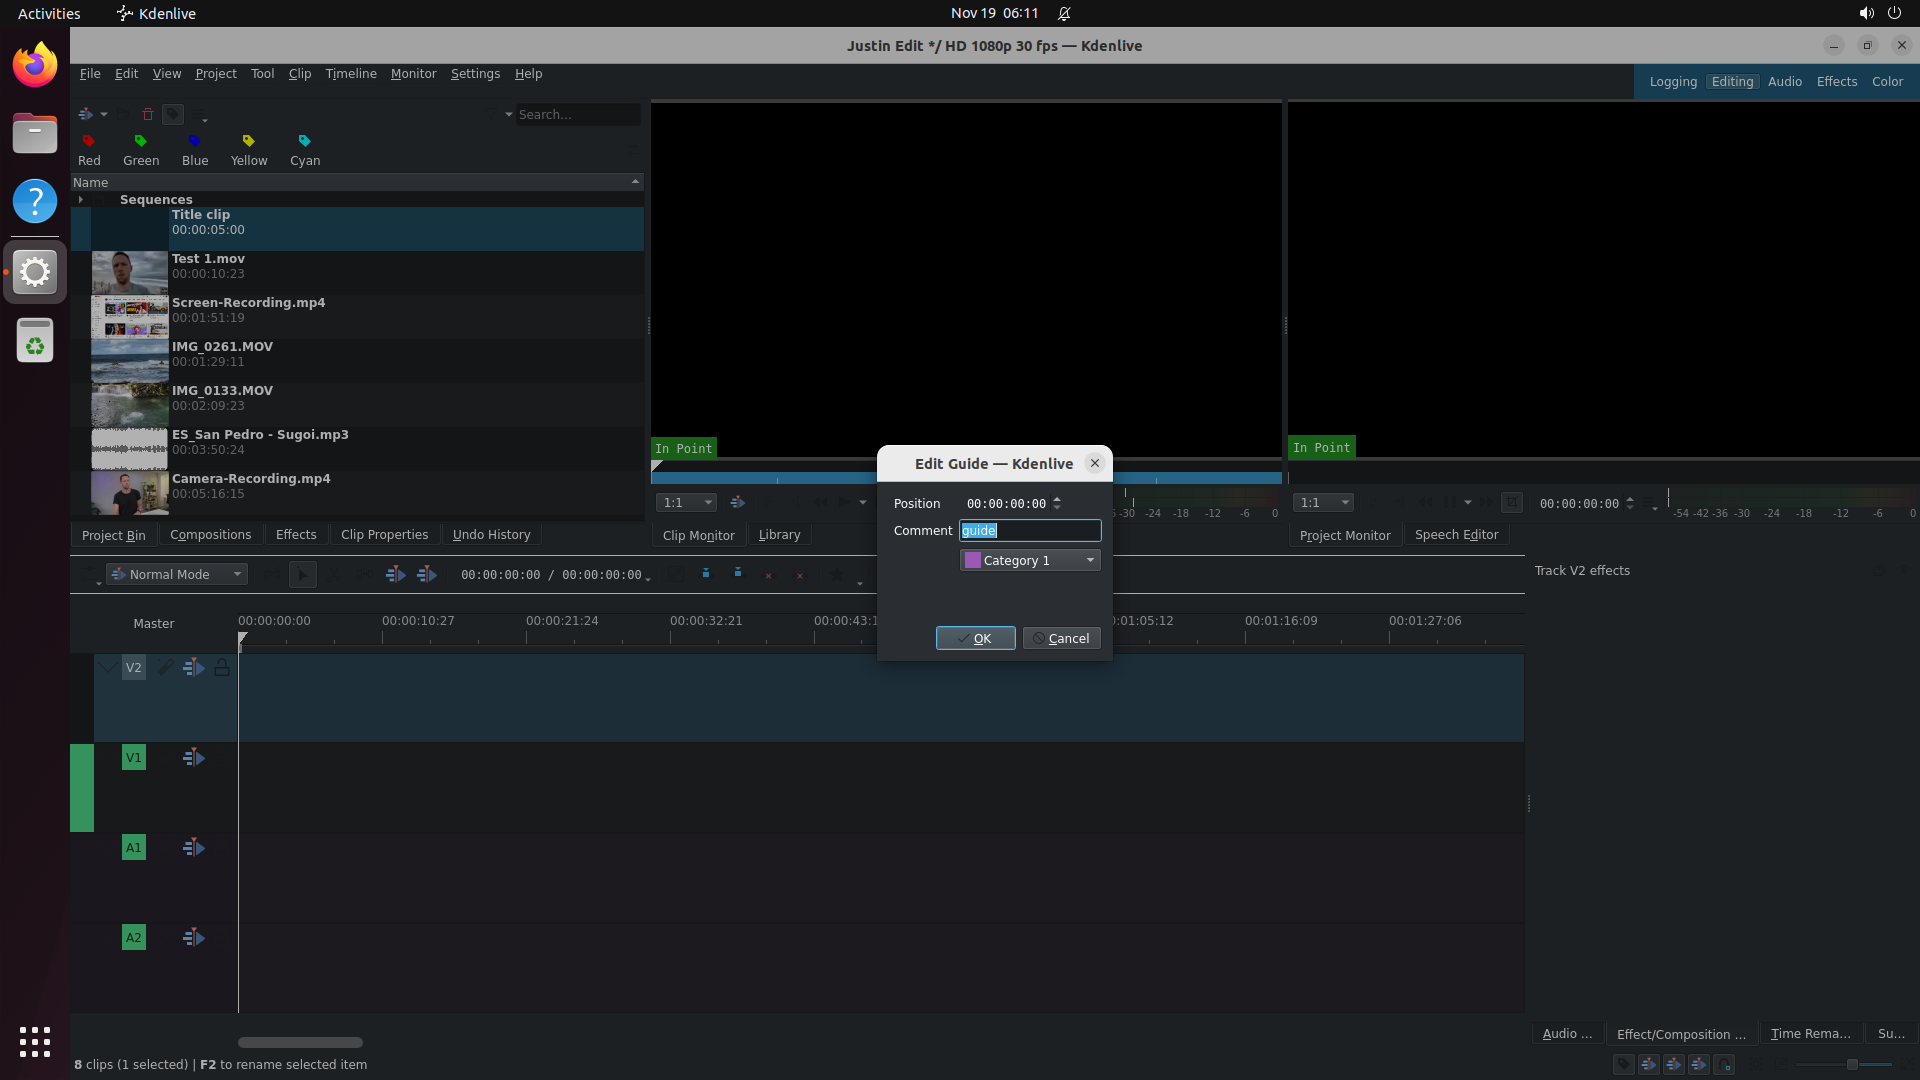 Activities
Kdenlive
Nov 19 06:11
Justin Edit */ HD 1080p 30 fps — Kdenlive
File Edit View Project Tool Clip Timeline Monitor Settings Help
Logging Editing Audio Effects Color
Search...
Red Green Blue Yellow Cyan
Name
Sequences
Title clip
00:00:05:00
Test 1.mov
00:00:10:23
Screen-Recording.mp4
00:01:51:19
IMG_0261.MOV
00:01:29:11
IMG_0133.MOV
00:02:09:23
ES_San Pedro - Sugoi.mp3
00:03:50:24
Camera-Recording.mp4
00:05:16:15
In Point
In Point
Edit Guide — Kdenlive
Position 00:00:00:00
Comment guide
Category 1
OK Cancel
1:1
-30 -24 -18 -12 -6 0
1:1
00:00:00:00
-54 -42 -36 -30 -24 -18 -12 -6 0
Project Bin Compositions Effects Clip Properties Undo History
Clip Monitor Library
Project Monitor Speech Editor
Normal Mode
00:00:00:00 / 00:00:00:00
Track V2 effects
Master
00:00:00:00 00:00:10:27 00:00:21:24 00:00:32:21 00:00:43:1 :01:05:12 00:01:16:09 00:01:27:06
V2
V1
A1
A2
Audio ... Effect/Composition ... Time Rema... Su...
8 clips (1 selected) | F2 to rename selected item